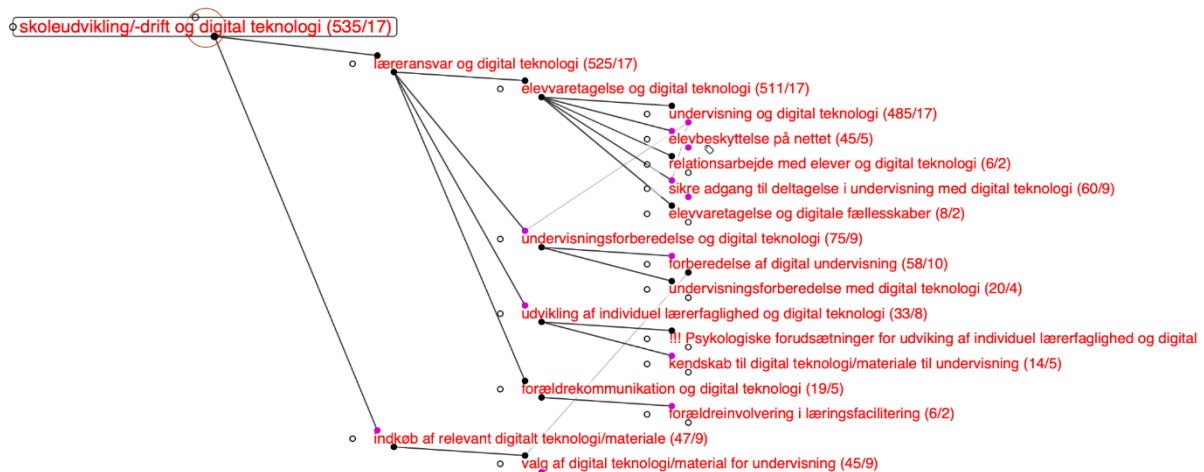 skoleudvikling/-drift og digital teknologi (535/17)
læreransvar og digital teknologi (525/17)
elevvaretagelse og digital teknologi (511/17)
undervisning og digital teknologi (485/17)
elevbeskyttelse på nettet (45/5)
relationsarbejde med elever og digital teknologi (6/2)
sikre adgang til deltagelse i undervisning med digital teknologi (60/9)
elevvaretagelse og digitale fællesskaber (8/2)
undervisningsforberedelse og digital teknologi (75/9)
forberedelse af digital undervisning (58/10)
undervisningsforberedelse med digital teknologi (20/4)
udvikling af individuel lærerfaglighed og digital teknologi (33/8)
!!! Psykologiske forudsætninger for udviking af individuel lærerfaglighed og digital
kendskab til digital teknologi/materiale til undervisning (14/5)
forældrekommunikation og digital teknologi (19/5)
forældreinvolvering i læringsfacilitering (6/2)
indkøb af relevant digitalt teknologi/materiale (47/9)
valg af digital teknologi/material for undervisning (45/9)